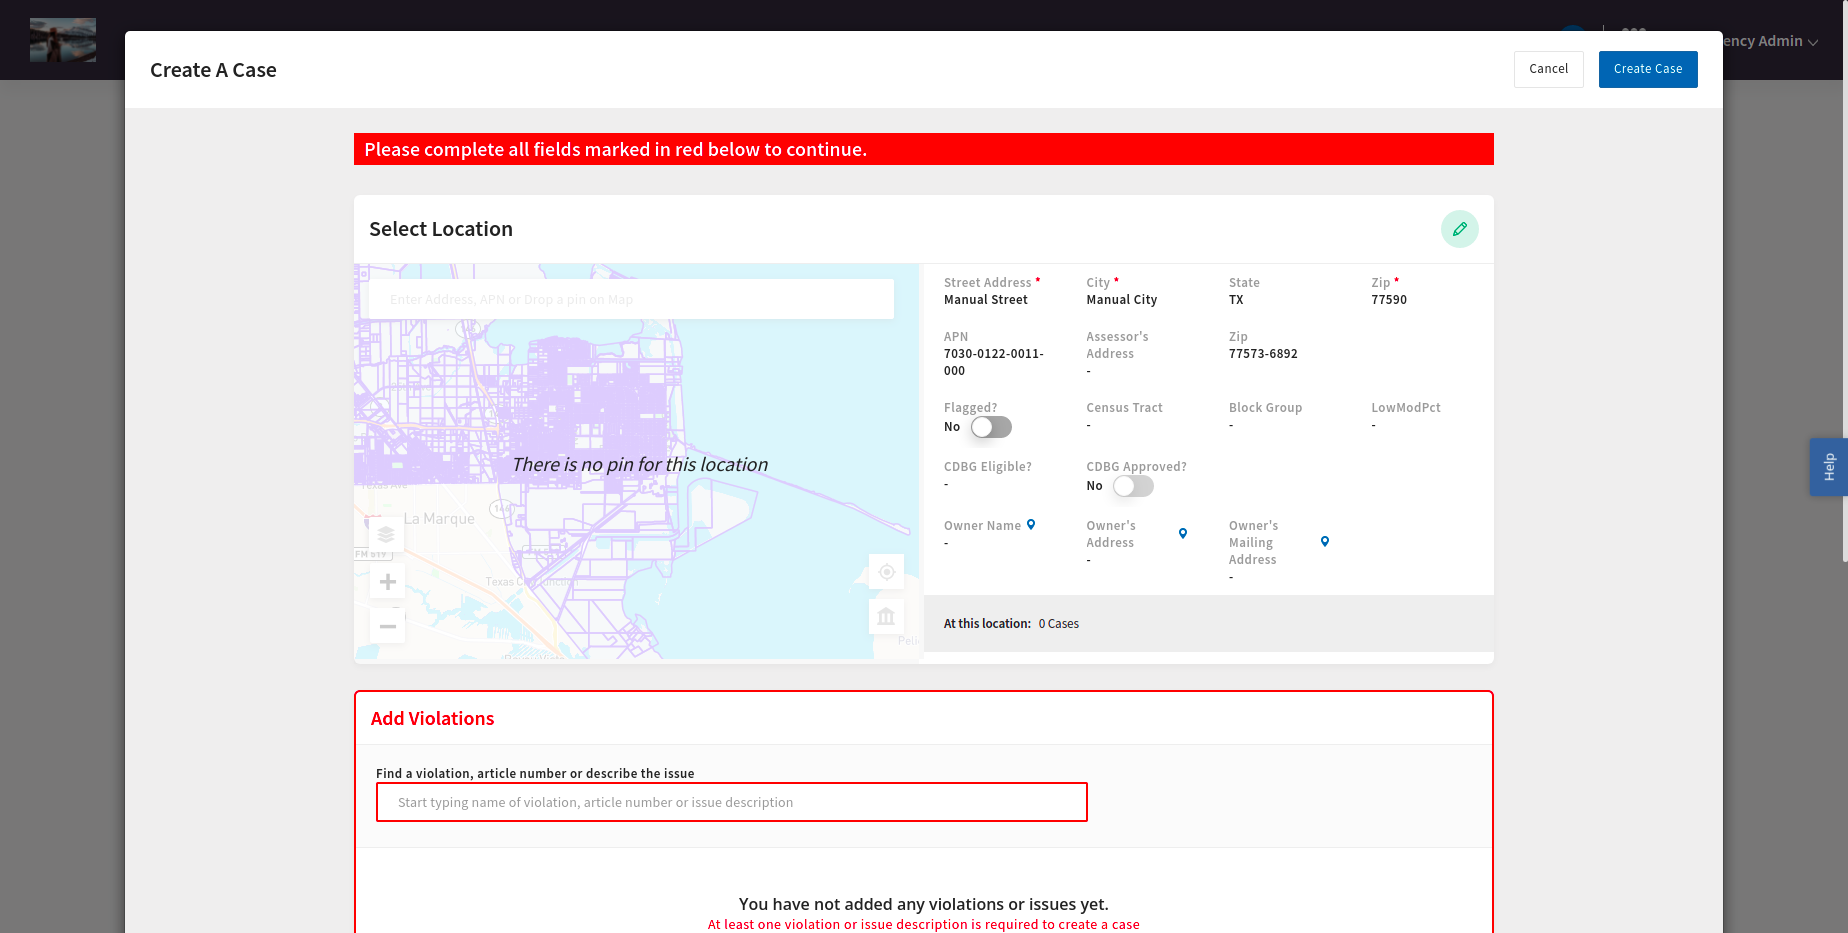 ency Admin
Create A Case
Cancel
Create Case
Please complete all fields marked in red below to continue.
Select Location
Enter Address, APN or Drop a pin on Map
There is no pin for this location
La Marque
146
FM 519
Texas Ave
Texas City Junction
Street Address *
Manual Street
City *
Manual City
State
TX
Zip *
77590
APN
7030-0122-0011-
000
Assessor's
Address
-
Zip
77573-6892
Flagged?
No
Census Tract
-
Block Group
-
LowModPct
-
CDBG Eligible?
-
CDBG Approved?
No
Owner Name
-
Owner's
Address
-
Owner's
Mailing
Address
-
At this location: 0 Cases
Help
Add Violations
Find a violation, article number or describe the issue
Start typing name of violation, article number or issue description
You have not added any violations or issues yet.
At least one violation or issue description is required to create a case